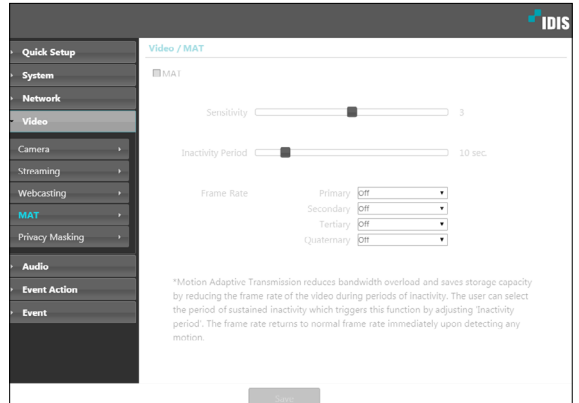 IDIS
Quick Setup
System
Network
Video
Camera
Streaming
Webcasting
MAT
Privacy Masking
Audio
Event Action
Event
Video / MAT
MAT
Sensitivity 3
Inactivity Period 10 sec.
Frame Rate Primary Off
Secondary Off
Tertiary Off
Quaternary Off
*Motion Adaptive Transmission reduces bandwidth overload and saves storage capacity
by reducing the frame rate of the video during periods of inactivity. The user can select
the period of sustained inactivity which triggers this function by adjusting 'Inactivity
period'. The frame rate returns to normal frame rate immediately upon detecting any
motion.
Save